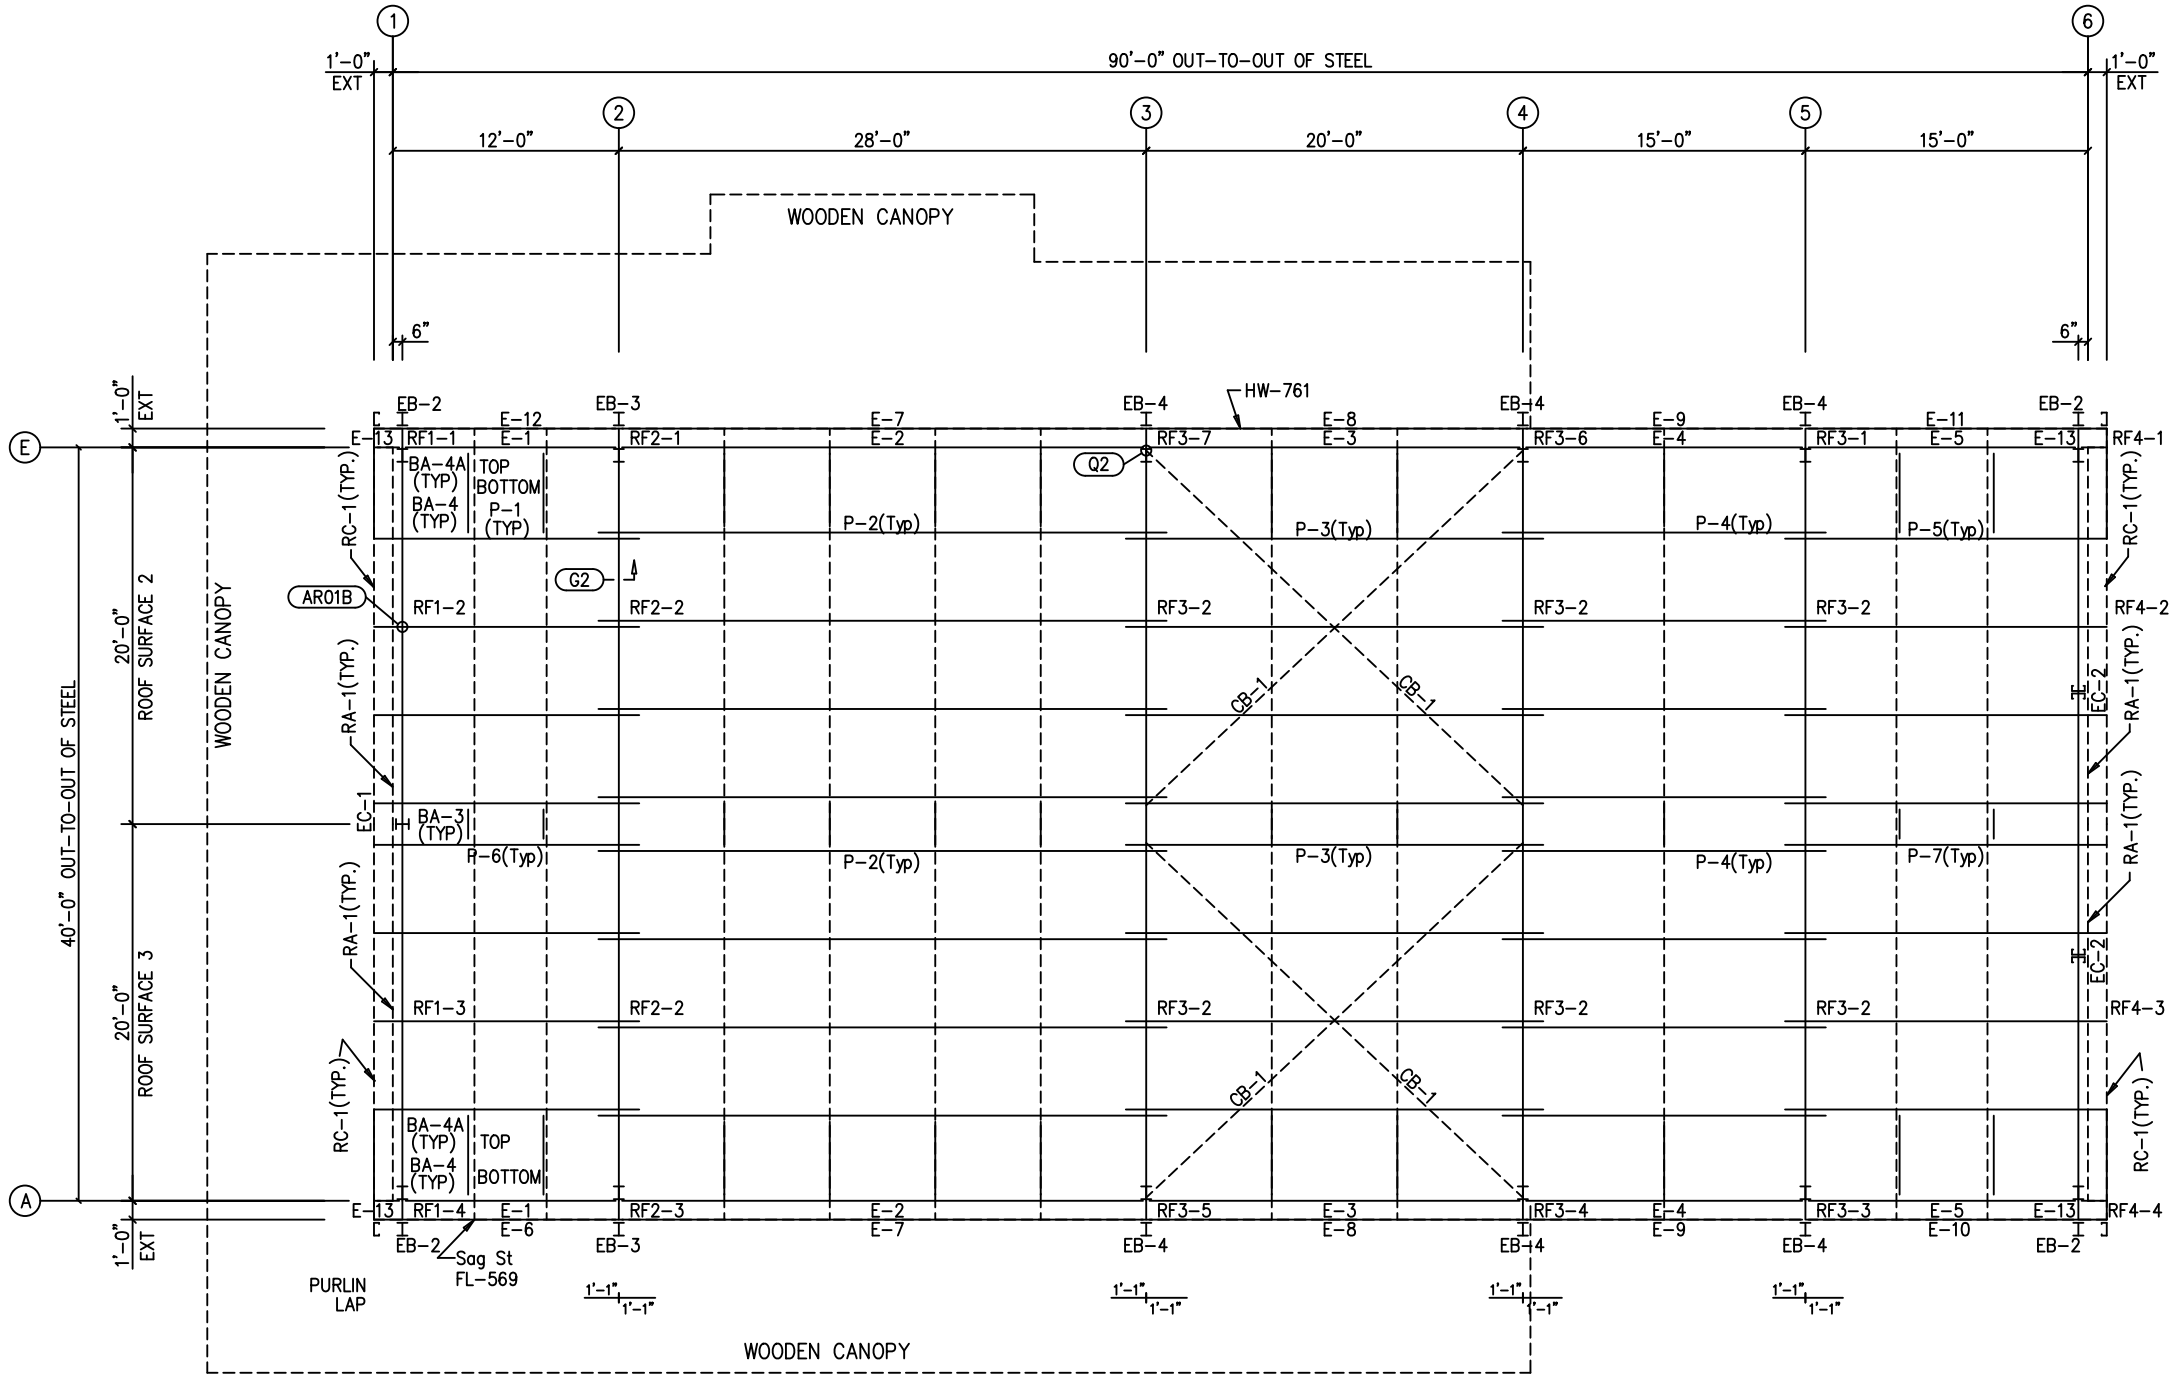 1
6
1'-0"
EXT
90'-0" OUT-TO-OUT OF STEEL
1'-0"
EXT
2
3
4
5
12'-0"
28'-0"
20'-0"
15'-0"
15'-0"
WOODEN CANOPY
6"
6"
1'-0"
EXT
EB-2
EB-3
EB-4
HW-761
EB-4
EB-4
EB-2
E-12
E-7
E-8
E-9
E-11
E
E-13
RF1-1
E-1
RF2-1
E-2
RF3-7
E-3
RF3-6
E-4
RF3-1
E-5
E-13
RF4-1
BA-4A
(TYP)
BA-4
(TYP)
TOP
BOTTOM
P-1
(TYP)
Q2
RC-1(TYP.)
RC-1(TYP.)
P-2(Typ)
P-3(Typ)
P-4(Typ)
P-5(Typ)
G2
AR01B
RF1-2
RF2-2
RF3-2
RF3-2
RF3-2
RF4-2
20'-0"
ROOF SURFACE 2
WOODEN CANOPY
RA-1(TYP.)
RA-1(TYP.)
CB-1
CB-1
EC-2
40'-0" OUT-TO-OUT OF STEEL
EC-1
BA-3
(TYP)
RA-1(TYP.)
P-6(Typ)
P-2(Typ)
P-3(Typ)
P-4(Typ)
P-7(Typ)
RA-1(TYP.)
EC-2
20'-0"
ROOF SURFACE 3
RF1-3
RF2-2
RF3-2
RF3-2
RF3-2
RF4-3
RC-1(TYP.)
CB-1
CB-1
RC-1(TYP.)
BA-4A
(TYP)
BA-4
(TYP)
TOP
BOTTOM
A
E-13
RF1-4
E-1
RF2-3
E-2
RF3-5
E-3
RF3-4
E-4
RF3-3
E-5
E-13
RF4-4
E-6
E-7
E-8
E-9
E-10
1'-0"
EXT
EB-2
EB-3
EB-4
EB-4
EB-4
EB-2
Sag St
FL-569
PURLIN
LAP
1'-1"
1'-1"
1'-1"
1'-1"
1'-1"
1'-1"
1'-1"
1'-1"
WOODEN CANOPY